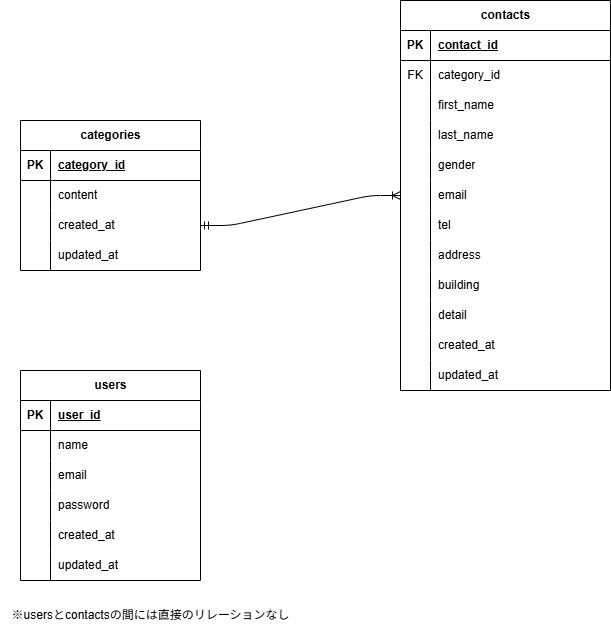 contacts
PK contact_id
FK category_id
first_name
last_name
gender
email
tel
address
building
detail
created_at
updated_at
categories
PK category_id
content
created_at
updated_at
users
PK user_id
name
email
password
created_at
updated_at
※usersとcontactsの間には直接のリレーションなし